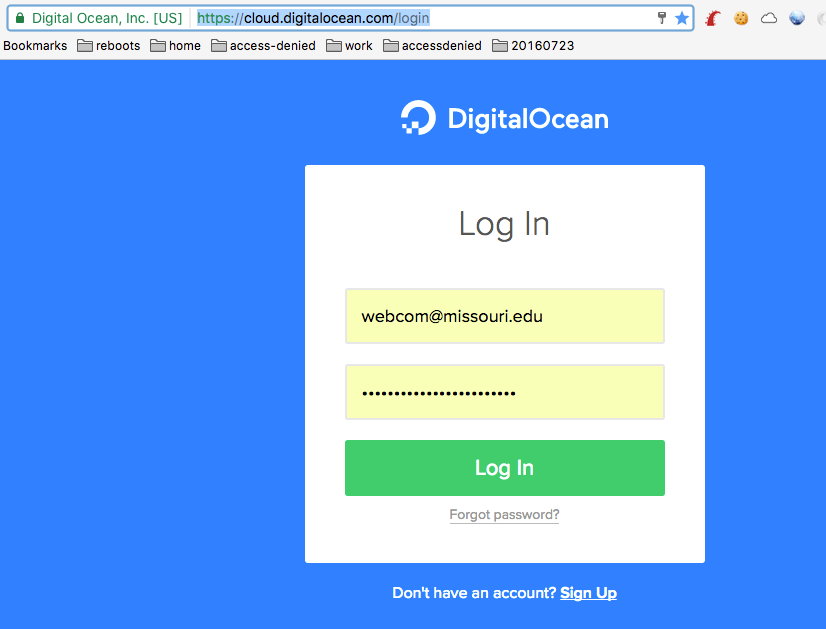 Digital Ocean, Inc. [US] https://cloud.digitalocean.com/login
Bookmarks reboots home access-denied work accessdenied 20160723
DigitalOcean
Log In
webcom@missouri.edu
••••••••••••••••••••••••
Log In
Forgot password?
Don't have an account? Sign Up